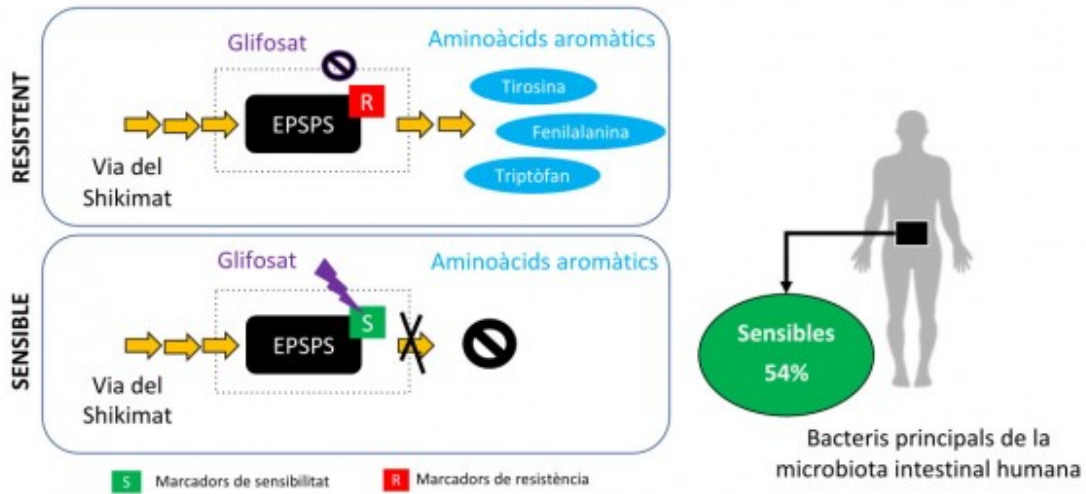 RESISTENT
Glifosat
Aminoàcids aromàtics
R
EPSPS
Tirosina
Fenilalanina
Triptòfan
Via del
Shikimat
SENSIBLE
Glifosat
Aminoàcids aromàtics
S
EPSPS
Via del
Shikimat
S Marcadors de sensibilitat
R Marcadors de resistència
Sensibles
54%
Bacteris principals de la
microbiota intestinal humana